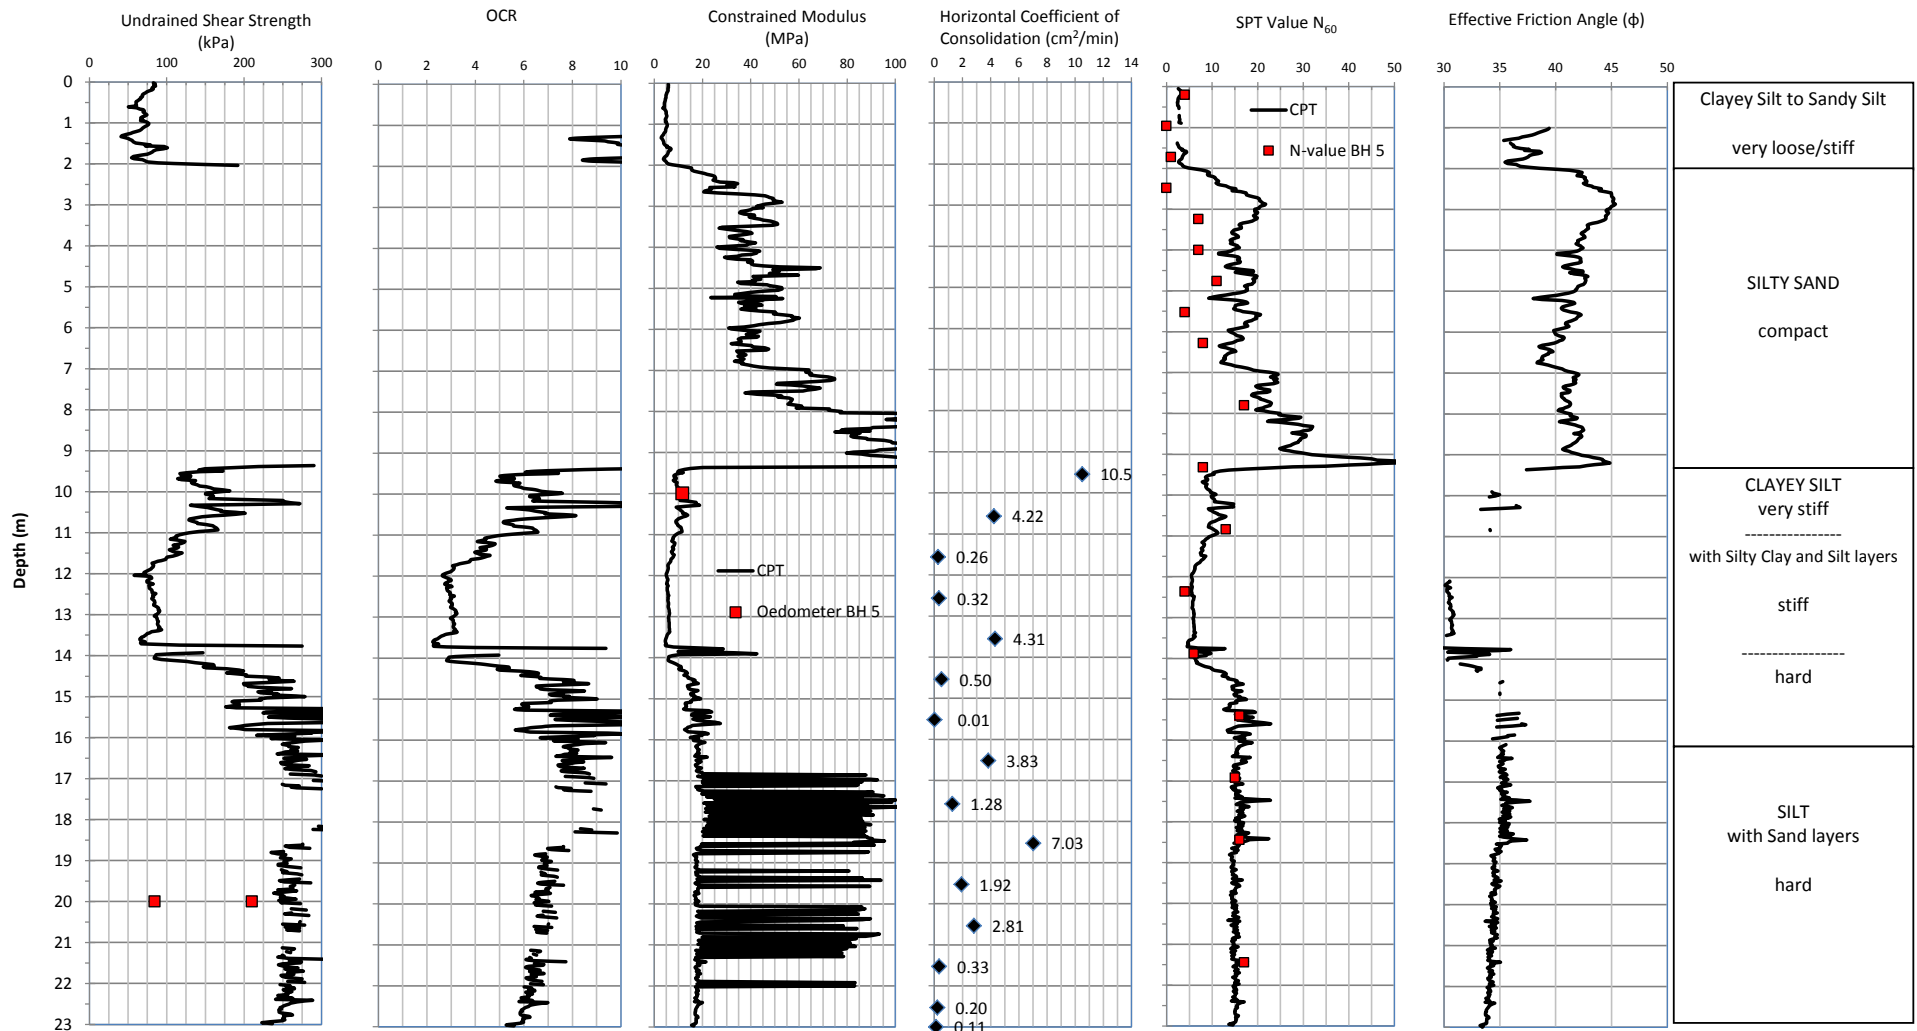 Undrained Shear Strength
(kPa)
OCR
Constrained Modulus
(MPa)
Horizontal Coefficient of
Consolidation (cm²/min)
SPT Value N₆₀
Effective Friction Angle (ϕ)
0 100 200 300
0 2 4 6 8 10
0 20 40 60 80 100
0 2 4 6 8 10 12 14
0 10 20 30 40 50
30 35 40 45 50
Depth (m)
0
1
2
3
4
5
6
7
8
9
10
11
12
13
14
15
16
17
18
19
20
21
22
23
CPT
Oedometer BH 5
10.5
4.22
0.26
0.32
4.31
0.50
0.01
3.83
1.28
7.03
1.92
2.81
0.33
0.20
0.11
CPT
N-value BH 5
Clayey Silt to Sandy Silt
very loose/stiff
SILTY SAND
compact
CLAYEY SILT
very stiff
----------------
with Silty Clay and Silt layers
stiff
-----------------
hard
SILT
with Sand layers
hard